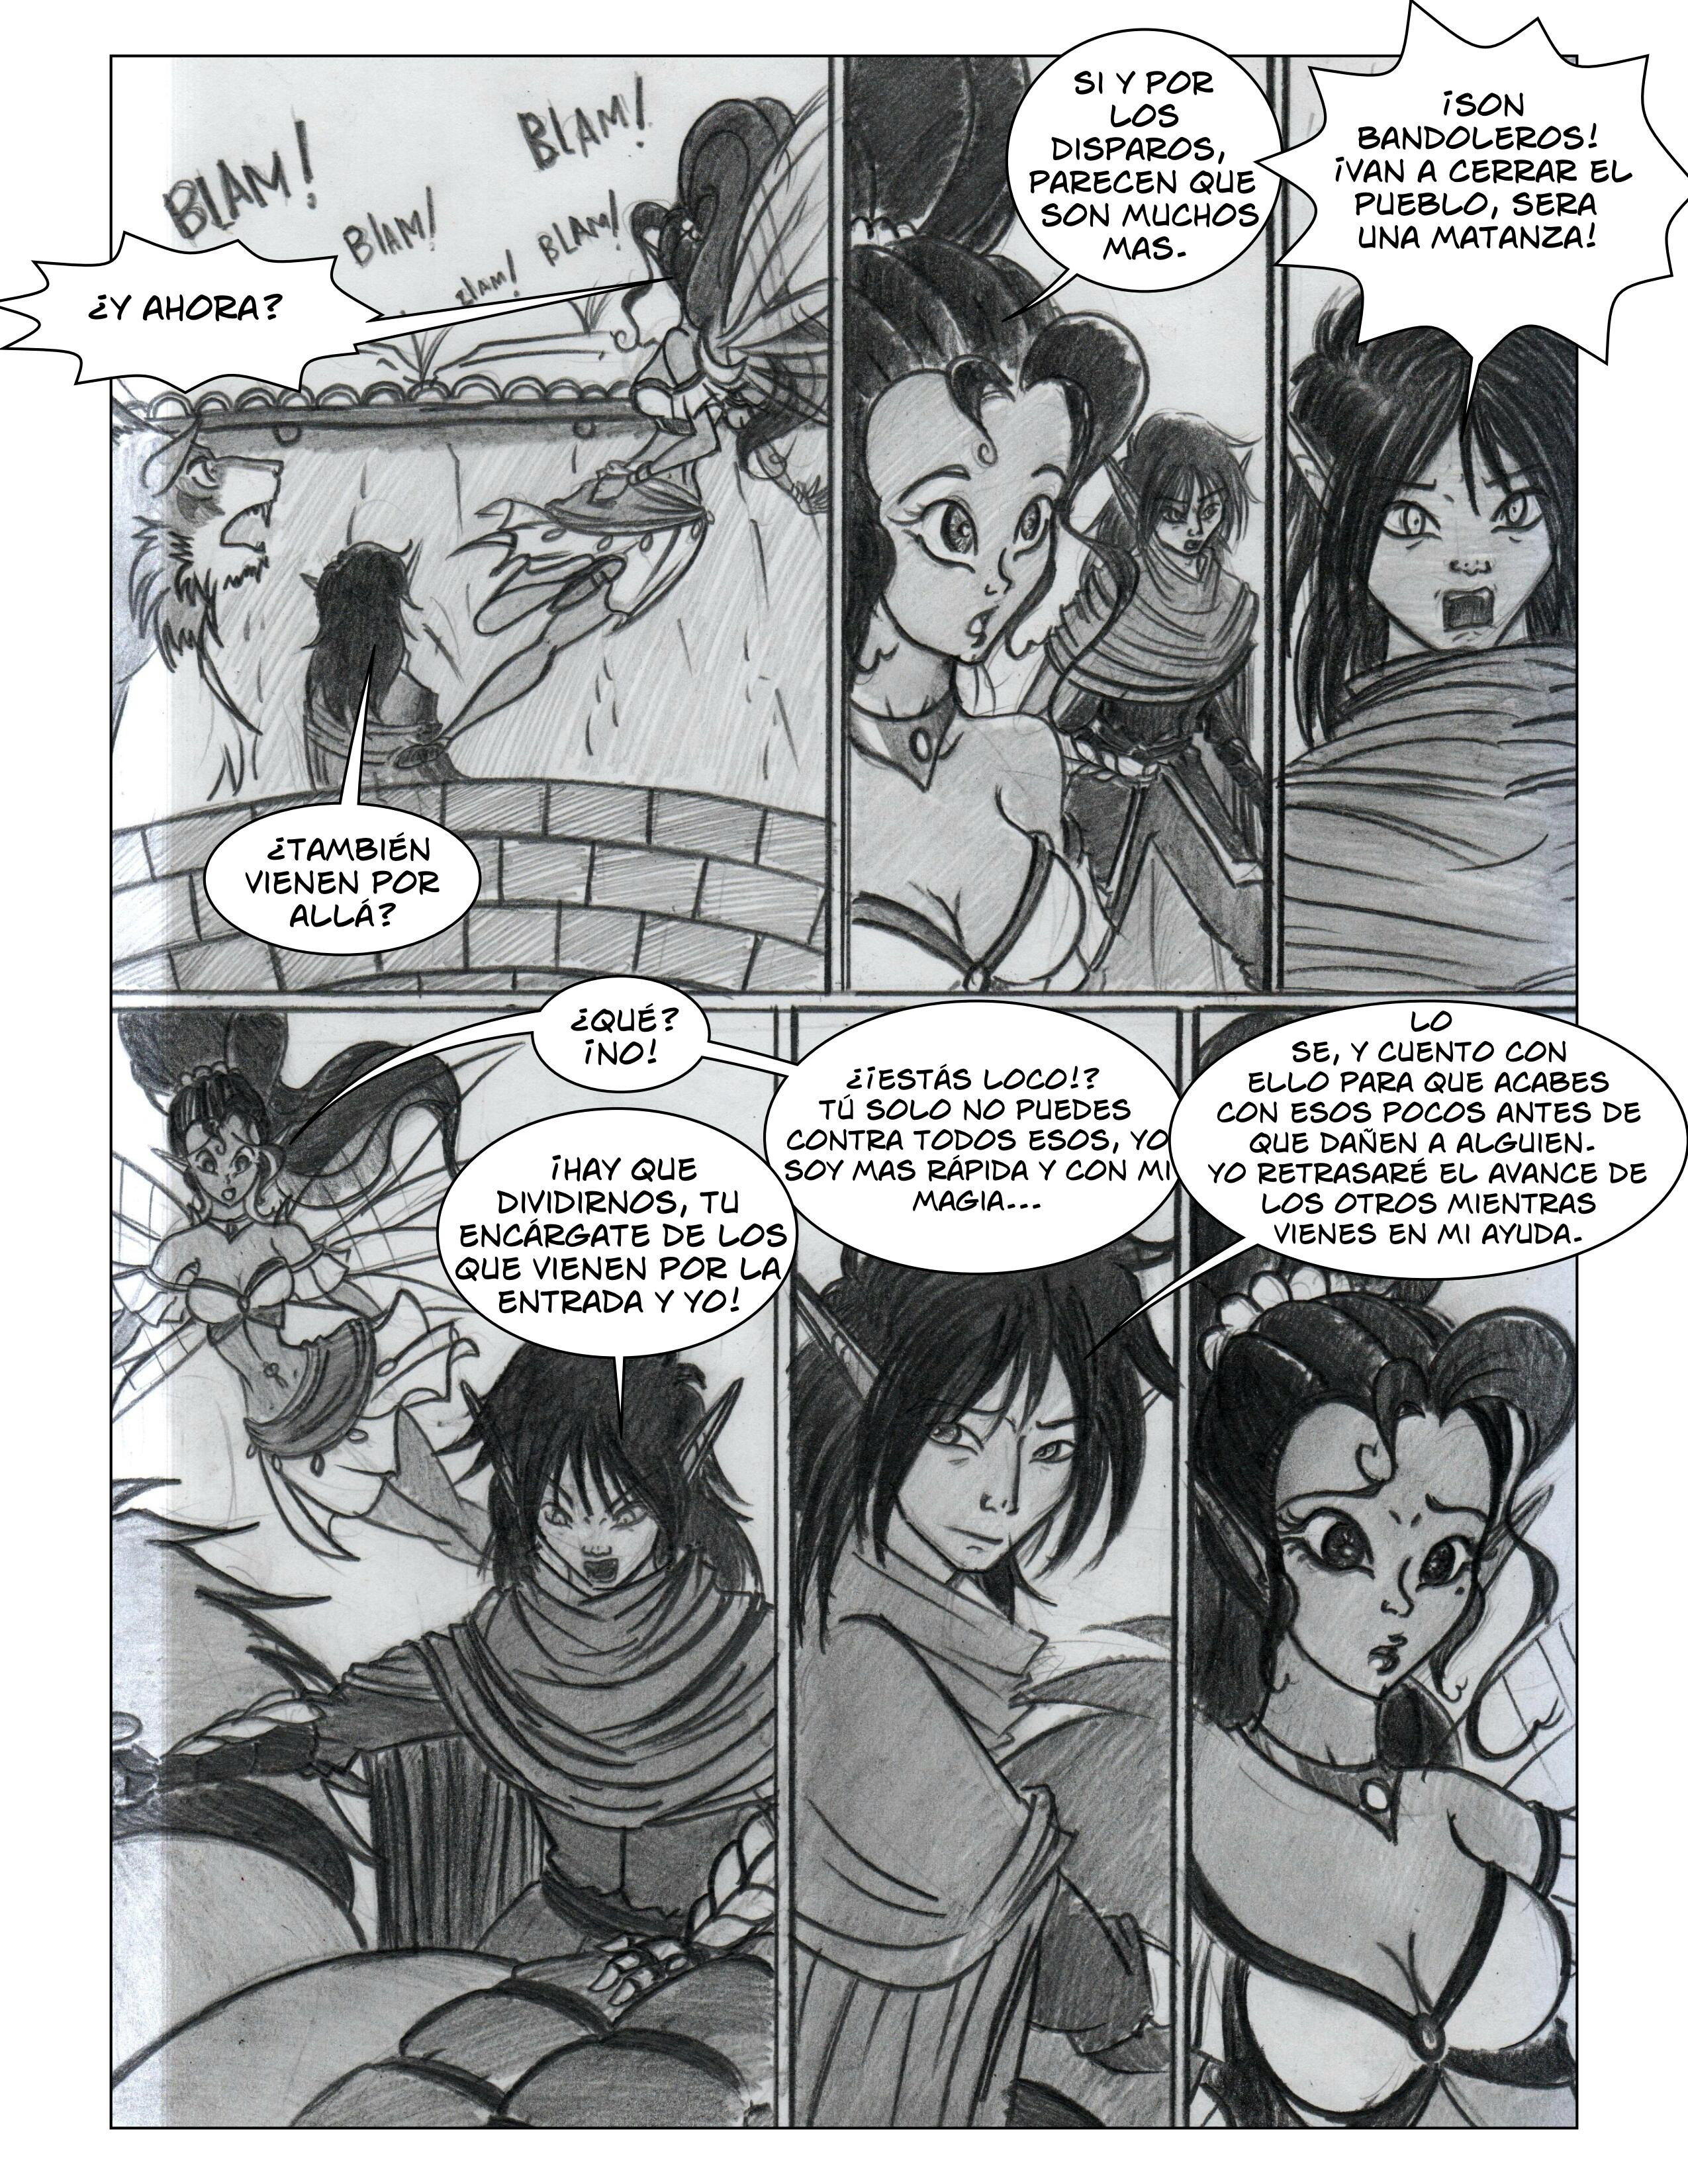 BLAM!
BLAM!
BLAM!
BLAM!
BLAM!
¿Y AHORA?
¿TAMBIÉN
VIENEN POR
ALLÁ?
SI Y POR
LOS
DISPAROS,
PARECEN QUE
SON MUCHOS
MAS.
¡SON
BANDOLEROS!
¡VAN A CERRAR EL
PUEBLO, SERA
UNA MATANZA!
¡HAY QUE
DIVIDIRNOS, TU
ENCÁRGATE DE LOS
QUE VIENEN POR LA
ENTRADA Y YO!
¿QUÉ?
¡NO!
¿¡ESTÁS LOCO!?
TÚ SOLO NO PUEDES
CONTRA TODOS ESOS, YO
SOY MAS RÁPIDA Y CON MI
MAGIA...
LO
SE, Y CUENTO CON
ELLO PARA QUE ACABES
CON ESOS POCOS ANTES DE
QUE DAÑEN A ALGUIEN.
YO RETRASARÉ EL AVANCE DE
LOS OTROS MIENTRAS
VIENES EN MI AYUDA.